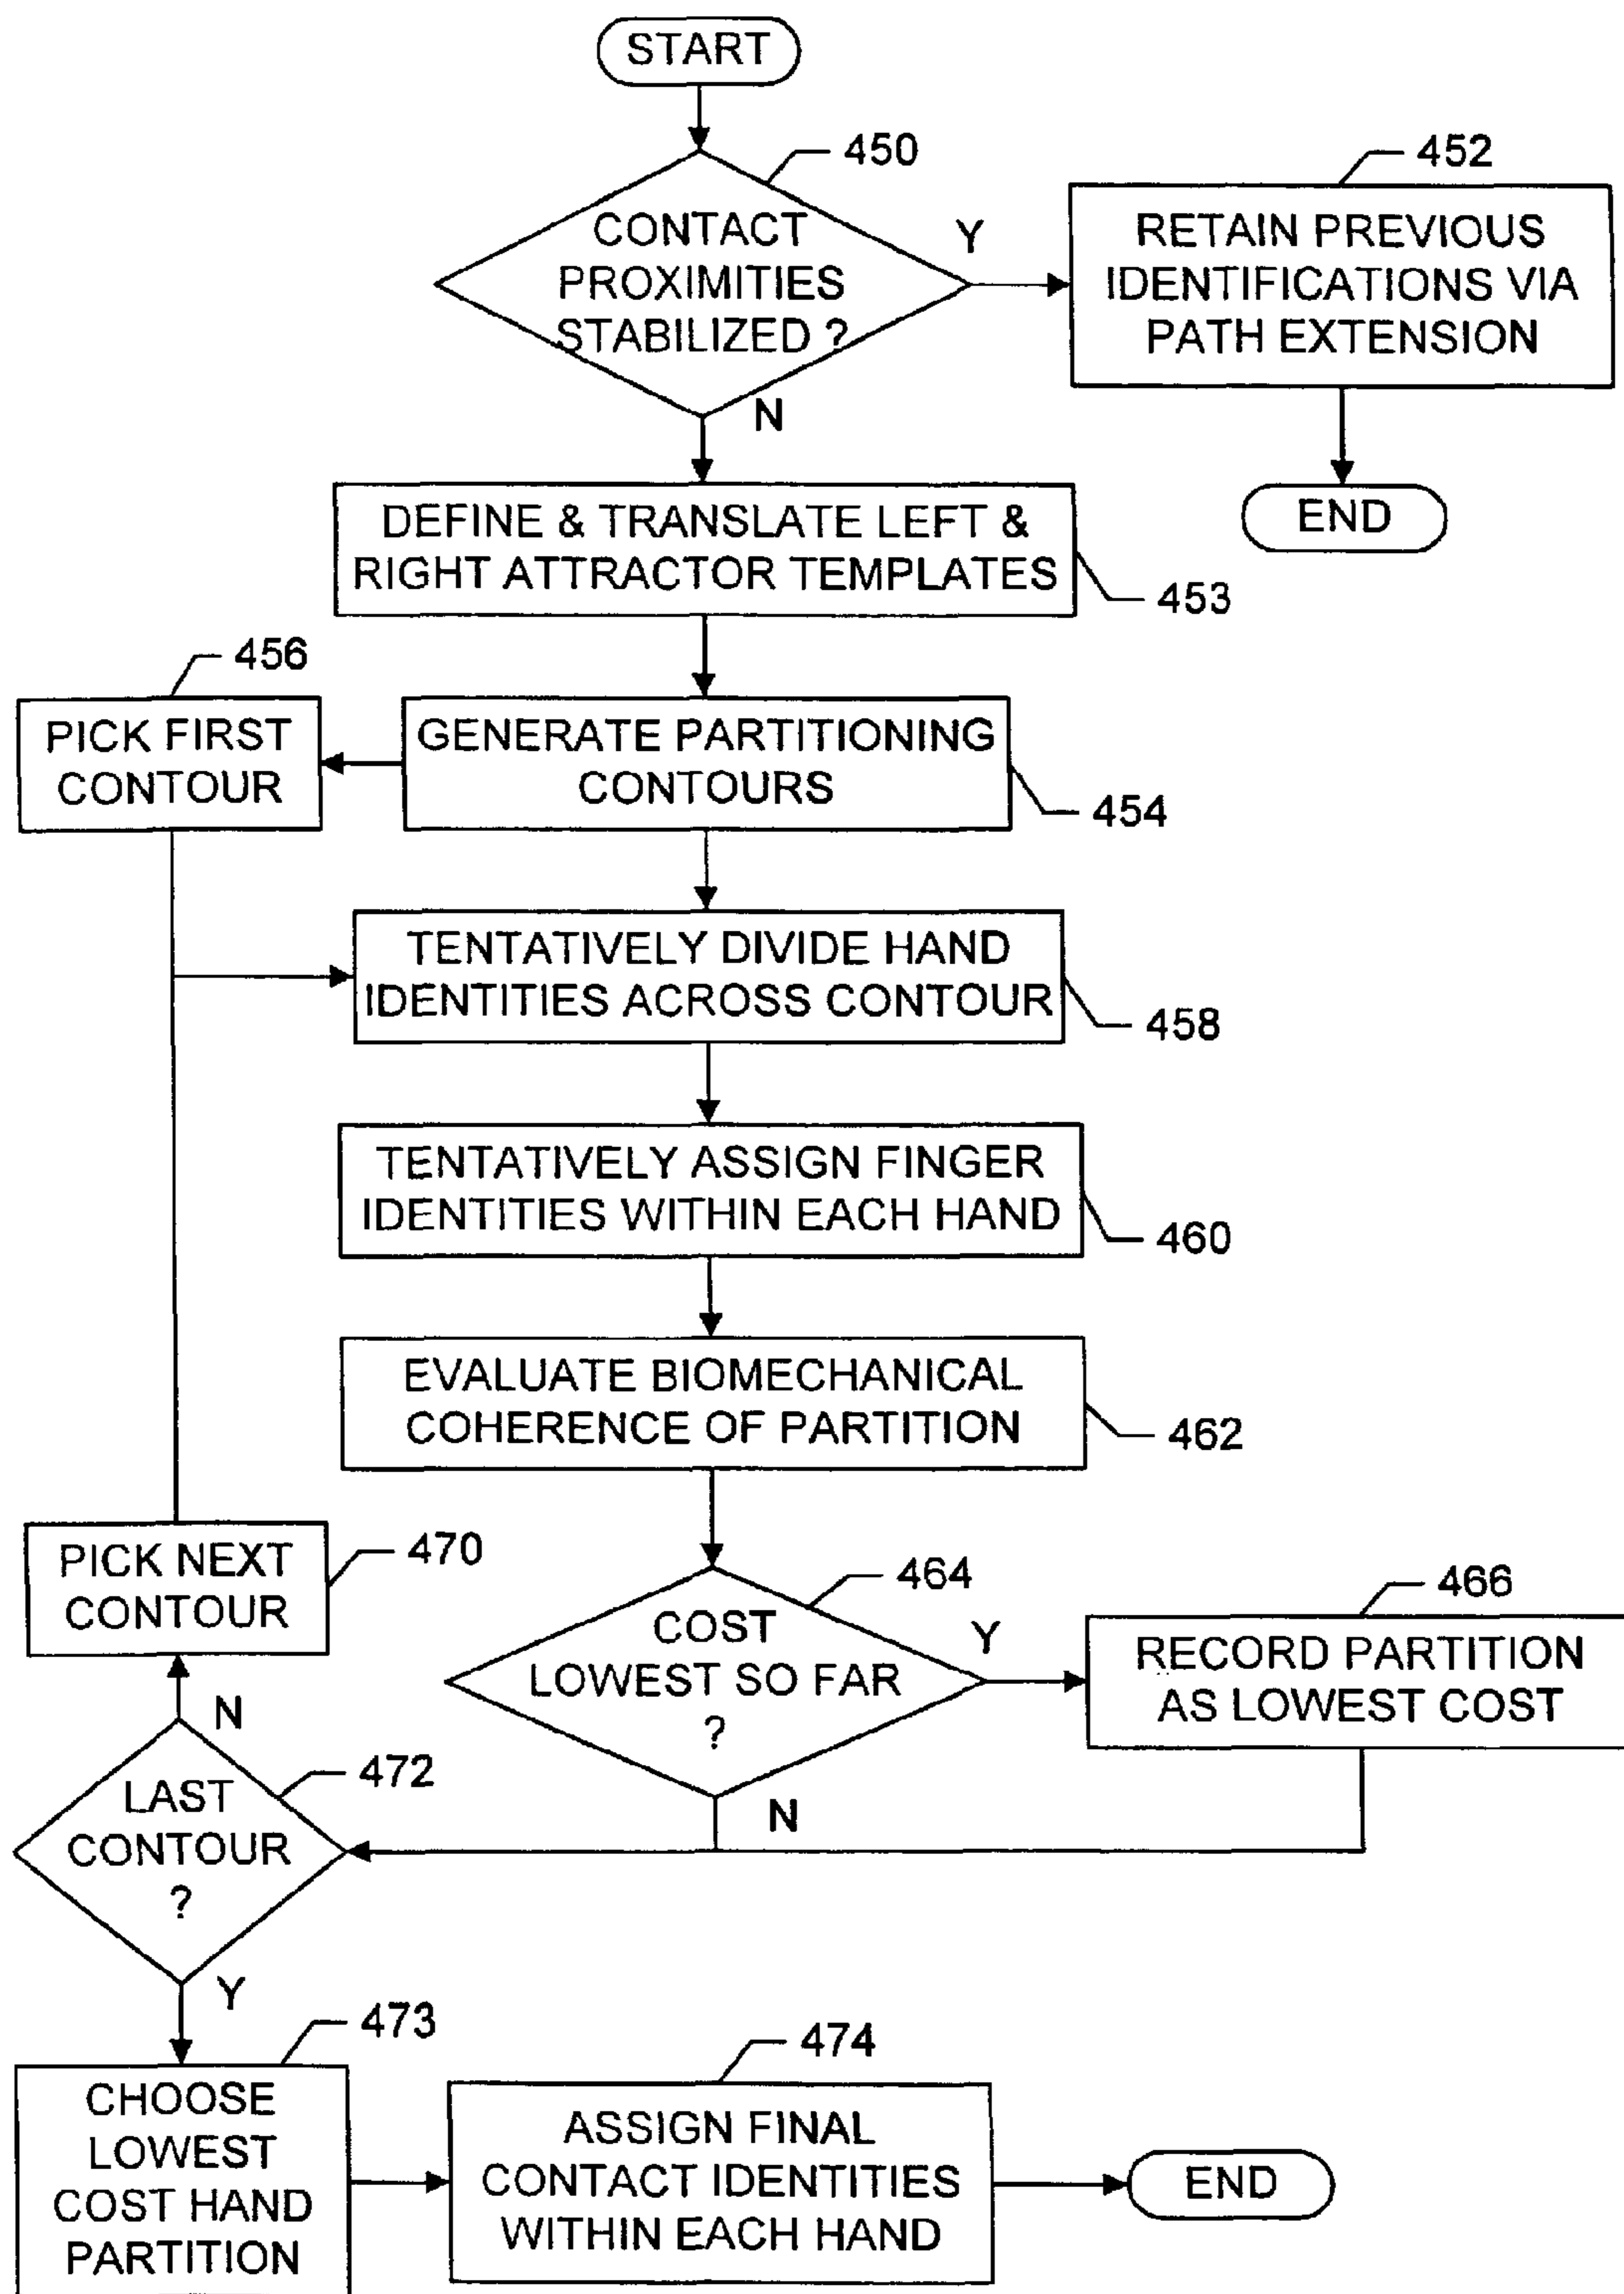 START
450
CONTACT
PROXIMITIES
STABILIZED ?
Y
452
RETAIN PREVIOUS
IDENTIFICATIONS VIA
PATH EXTENSION
END
N
DEFINE & TRANSLATE LEFT &
RIGHT ATTRACTOR TEMPLATES
453
456
PICK FIRST
CONTOUR
GENERATE PARTITIONING
CONTOURS
454
TENTATIVELY DIVIDE HAND
IDENTITIES ACROSS CONTOUR
458
TENTATIVELY ASSIGN FINGER
IDENTITIES WITHIN EACH HAND
460
EVALUATE BIOMECHANICAL
COHERENCE OF PARTITION
462
PICK NEXT
CONTOUR
470
464
COST
LOWEST SO FAR
?
Y
466
RECORD PARTITION
AS LOWEST COST
N
N
472
LAST
CONTOUR
?
Y
473
CHOOSE
LOWEST
COST HAND
PARTITION
474
ASSIGN FINAL
CONTACT IDENTITIES
WITHIN EACH HAND
END